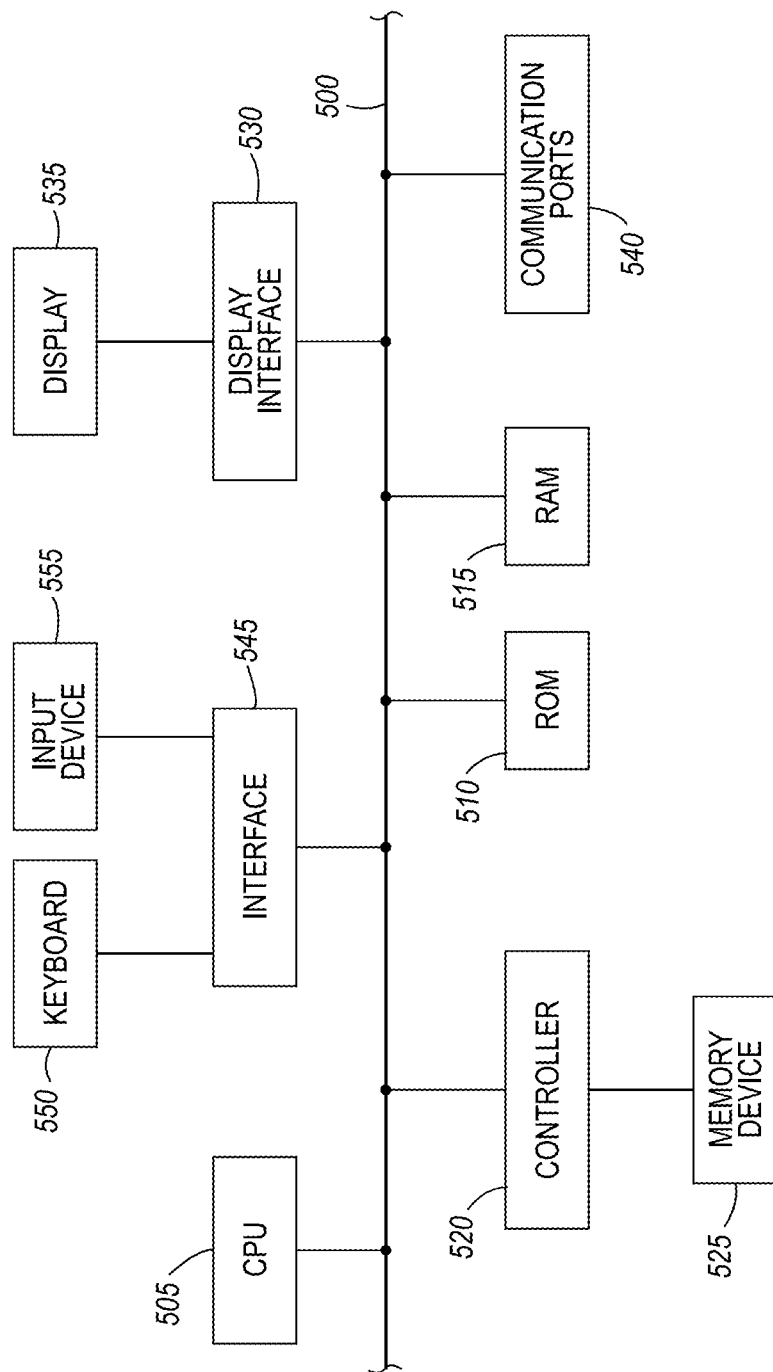 550
KEYBOARD
555
INPUT
DEVICE
535
DISPLAY
505
CPU
545
INTERFACE
530
DISPLAY
INTERFACE
500
520
CONTROLLER
510
ROM
515
RAM
COMMUNICATION
PORTS
540
525
MEMORY
DEVICE